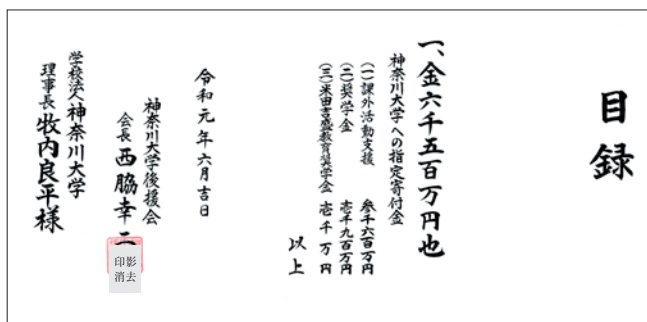 目録
一、金六千五百万円也
神奈川大学への指定寄付金
(一)課外活動支援 参千六百万円
(二)奨学金 壱千九百万円
(三)米田吉盛教育奨学金 壱千万円
以上
令和元年六月吉日
神奈川大学後援会
会長 西脇幸二
印影
消去
学校法人神奈川大学
理事長 牧内良平様